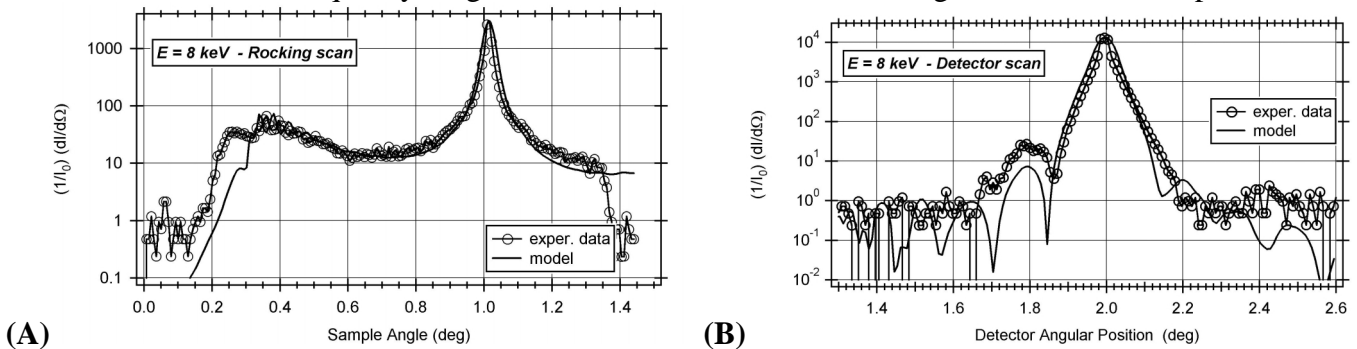 E = 8 keV - Rocking scan
1000
100
10
1
0.1
(1/I₀) (dI/dΩ)
exper. data
model
0.0 0.2 0.4 0.6 0.8 1.0 1.2 1.4
Sample Angle (deg)
(A)
E = 8 keV - Detector scan
10⁴
10³
10²
10¹
10⁰
10⁻¹
10⁻²
(1/I₀) (dI/dΩ)
exper. data
model
1.4 1.6 1.8 2.0 2.2 2.4 2.6
Detector Angular Position (deg)
(B)